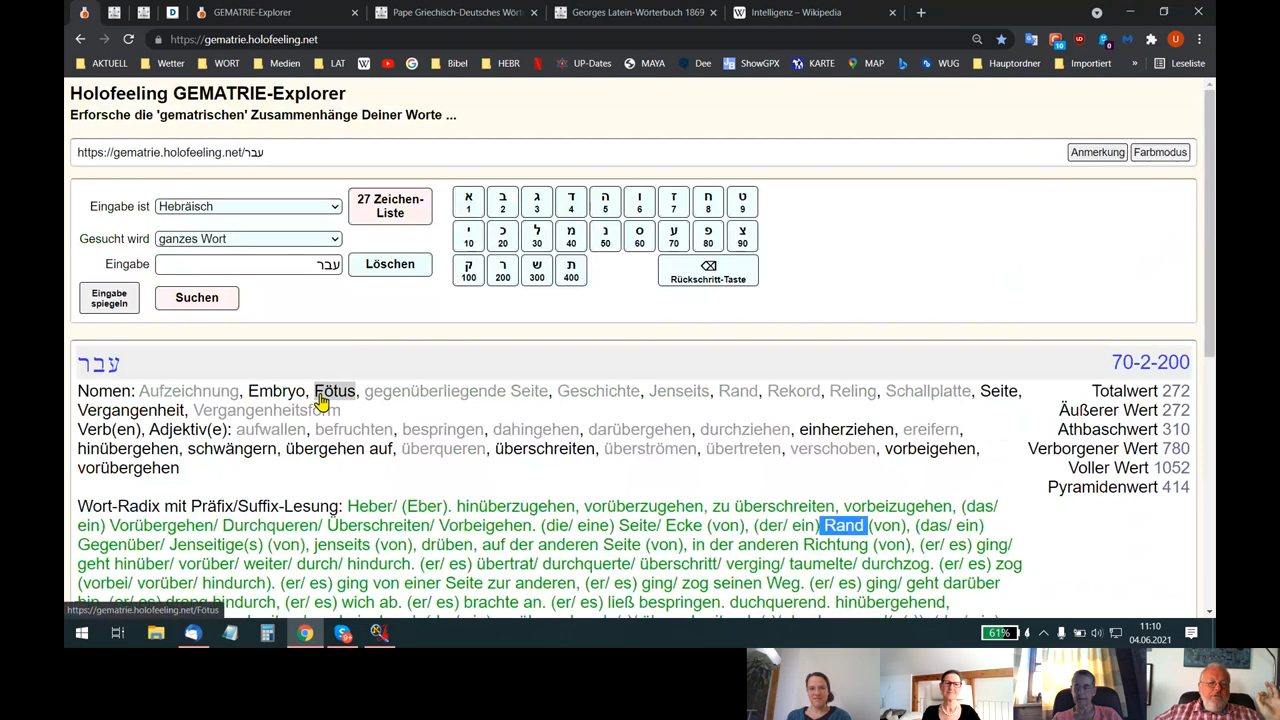 GEMATRIE-Explorer
Pape Griechisch-Deutsches Wört
Georges Latein-Wörterbuch 1869
Intelligenz – Wikipedia
https://gematrie.holofeeling.net
AKTUELL Wetter WORT Medien LAT HEBR UP-Dates MAYA Dee ShowGPX KARTE MAP WUG Hauptordner Importiert » Leseliste
Bibel
Holofeeling GEMATRIE-Explorer
Erforsche die 'gematrischen' Zusammenhänge Deiner Worte ...
https://gematrie.holofeeling.net/עבר Anmerkung Farbmodus
Eingabe ist Hebräisch
27 Zeichen-
Liste
Gesucht wird ganzes Wort
Eingabe עבר Löschen
Eingabe
spiegeln
Suchen
א ב ג ד ה ו ז ח ט
1 2 3 4 5 6 7 8 9
י כ ל מ נ ס ע פ צ
10 20 30 40 50 60 70 80 90
ק ר ש ת ⌫
100 200 300 400 Rückschritt-Taste
עבר 70-2-200
Nomen: Aufzeichnung, Embryo, Fötus, gegenüberliegende Seite, Geschichte, Jenseits, Rand, Rekord, Reling, Schallplatte, Seite, Totalwert 272
Vergangenheit, Vergangenheitsform Äußerer Wert 272
Verb(en), Adjektiv(e): aufwallen, befruchten, bespringen, dahingehen, darübergehen, durchziehen, einherziehen, ereifern, Athbaschwert 310
hinübergehen, schwängern, übergehen auf, überqueren, überschreiten, überströmen, übertreten, verschoben, vorbeigehen, Verborgener Wert 780
vorübergehen Voller Wert 1052
Pyramidenwert 414
Wort-Radix mit Präfix/Suffix-Lesung: Heber/ (Eber). hinüberzugehen, vorüberzugehen, zu überschreiten, vorbeizugehen, (das/
ein) Vorübergehen/ Durchqueren/ Überschreiten/ Vorbeigehen. (die/ eine) Seite/ Ecke (von), (der/ ein) Rand (von), (das/ ein)
Gegenüber/ Jenseitige(s) (von), jenseits (von), drüben, auf der anderen Seite (von), in der anderen Richtung (von), (er/ es) ging/
geht hinüber/ vorüber/ weiter/ durch/ hindurch. (er/ es) übertrat/ durchquerte/ überschritt/ verging/ taumelte/ durchzog. (er/ es) zog
(vorbei/ vorüber/ hindurch). (er/ es) ging von einer Seite zur anderen, (er/ es) ging/ zog seinen Weg. (er/ es) ging/ geht darüber
hin, (er/ es) drang hindurch, (er/ es) wich ab. (er/ es) brachte an. (er/ es) ließ bespringen. duchquerend. hinübergehend,
https://gematrie.holofeeling.net/Fötus
61%
11:10
04.06.2021